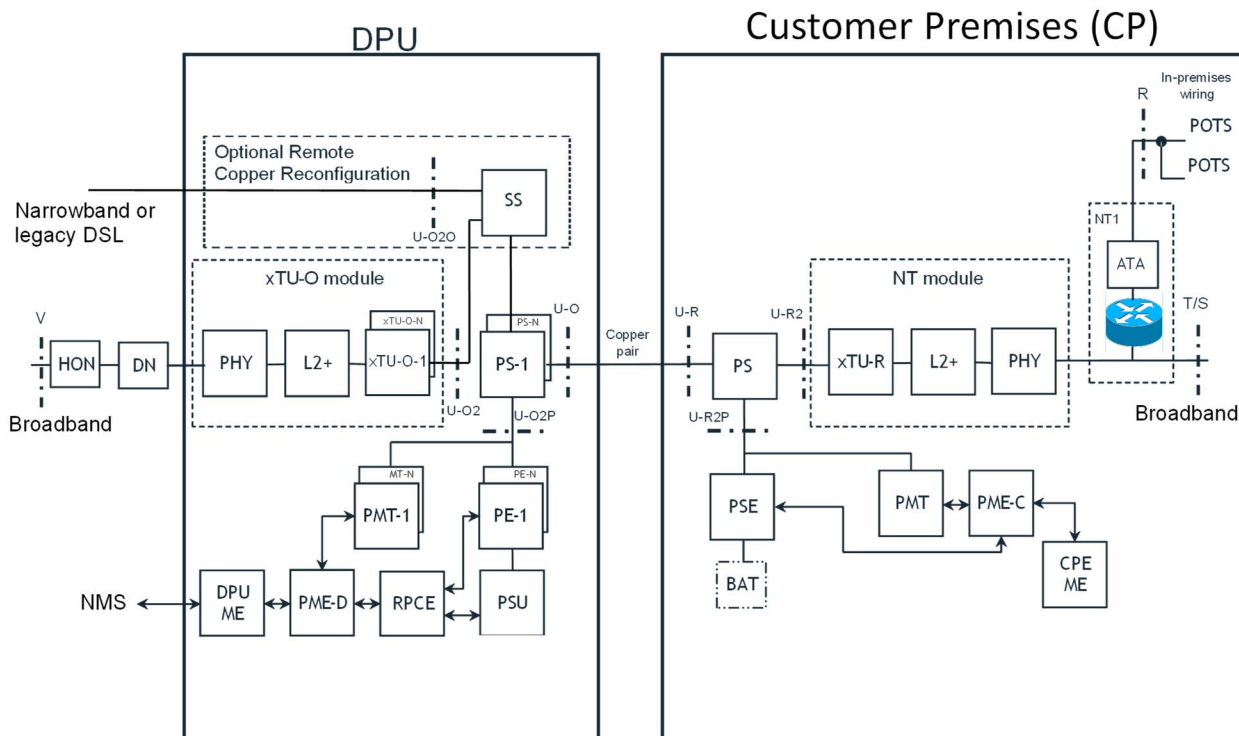 DPU
Customer Premises (CP)
Optional Remote
Copper Reconfiguration
SS
U-O2O
Narrowband or
legacy DSL
xTU-O module
V
HON
DN
PHY
L2+
xTU-O-N
xTU-O-1
U-O2
Broadband
PS-N
PS-1
U-O
U-O2P
Copper
pair
MT-N
PMT-1
PE-N
PE-1
NMS
DPU
ME
PME-D
RPCE
PSU
U-R
PS
U-R2
U-R2P
NT module
xTU-R
L2+
PHY
R
In-premises
wiring
POTS
POTS
NT1
ATA
T/S
Broadband
PSE
BAT
PMT
PME-C
CPE
ME